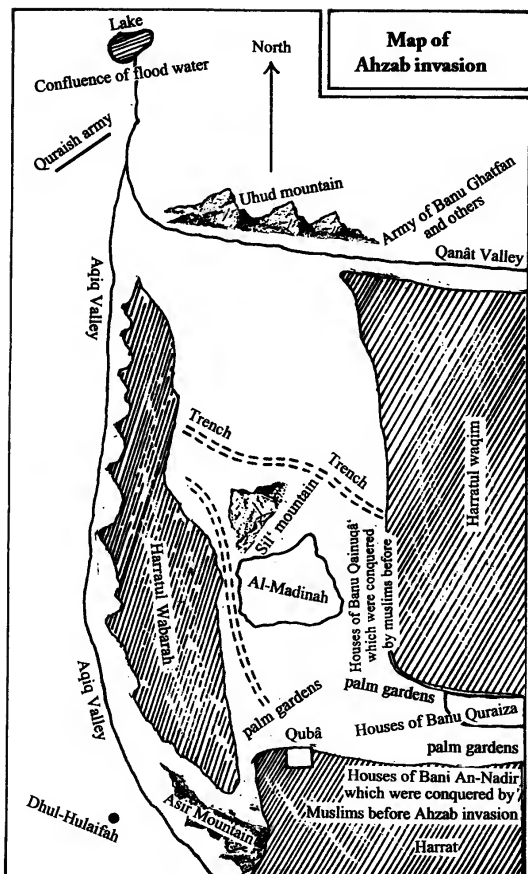 Map of
Ahzab invasion
Lake
North
Confluence of flood water
Quraish army
Uhud mountain
Army of Banu Ghatfan
and others
Qanât Valley
Aqiq Valley
Trench
Trench
Harratul waqim
Sil' mountain
Harratul Wabarah
Al-Madinah
Houses of Banu Qainuqâ'
which were conquered
by muslims before
palm gardens
Houses of Banu Quraiza
Aqiq Valley
palm gardens
Qubâ
palm gardens
Houses of Bani An-Nadir
which were conquered by
Muslims before Ahzab invasion
Dhul-Hulaifah
Asir Mountain
Harrat